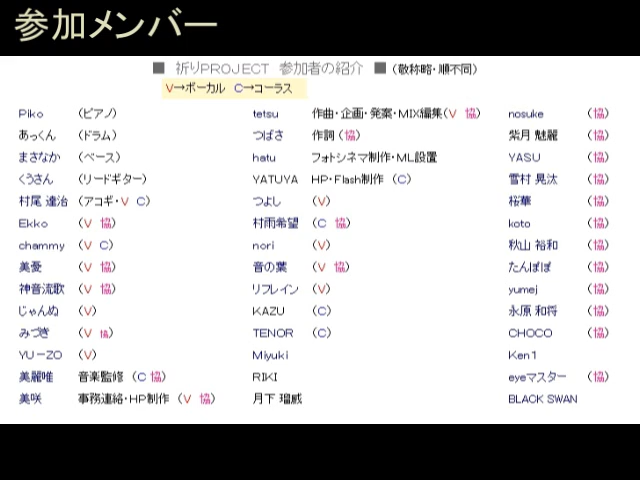 参加メンバー
■ 祈りPROJECT 参加者の紹介 ■ (敬称略・順不同)
V→ボーカル C→コーラス
Piko (ピアノ)
あっくん (ドラム)
まさなか (ベース)
くうさん (リードギター)
村尾 達治 (アコギ・V C)
Ekko (V 協)
chammy (V C)
美憂 (V 協)
神音流歌 (V 協)
じゃんぬ (V)
みづき (V 協)
YU-ZO (V)
美麗唯 音楽監修 (C 協)
美咲 事務連絡・HP制作 (V 協)
tetsu 作曲・企画・発案・MIX編集(V 協)
つばさ 作詞 (協)
hatu フォトシネマ制作・ML設置
YATUYA HP・Flash制作 (C)
つよし (V)
村雨希望 (C 協)
nori (V)
音の葉 (V 協)
リフレイン (V)
KAZU (C)
TENOR (C)
Miyuki
RIKI
月下 瑠威
nosuke (協)
紫月 魅麗 (協)
YASU (協)
雪村 晃汰 (協)
桜華 (協)
koto (協)
秋山 裕和 (協)
たんぽぽ (協)
yumej (協)
永原 和将 (協)
CHOCO (協)
Ken1
eyeマスター (協)
BLACK SWAN